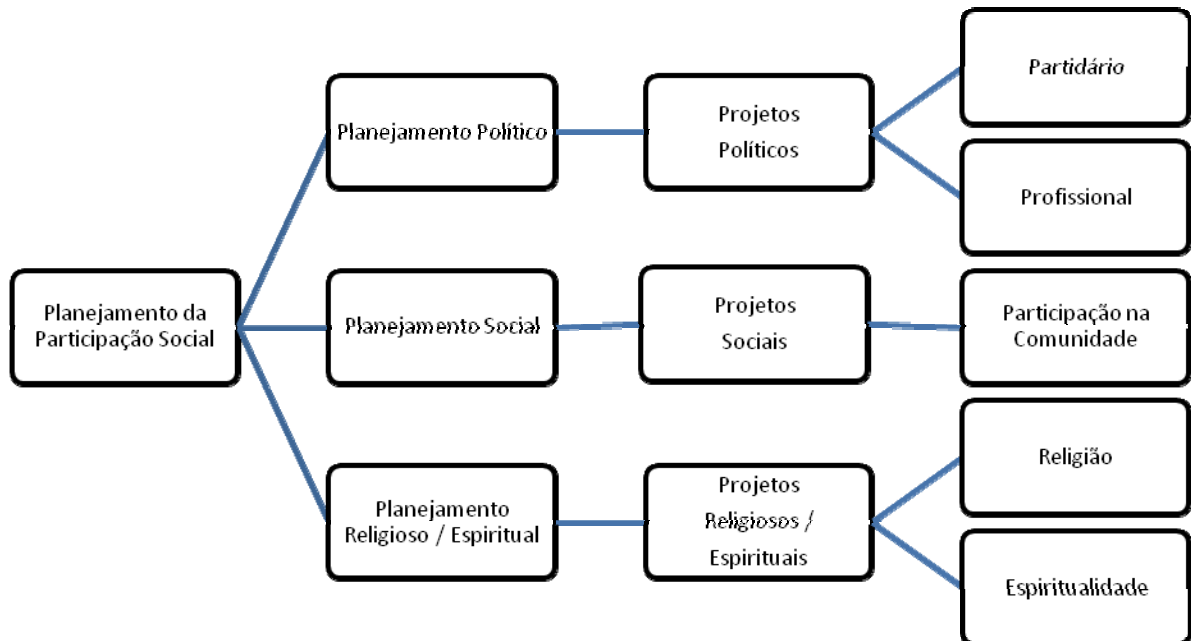 Planejamento da
Participação Social
Planejamento Político
Projetos
Políticos
Partidário
Profissional
Planejamento Social
Projetos
Sociais
Participação na
Comunidade
Planejamento
Religioso / Espiritual
Projetos
Religiosos /
Espirituais
Religião
Espiritualidade